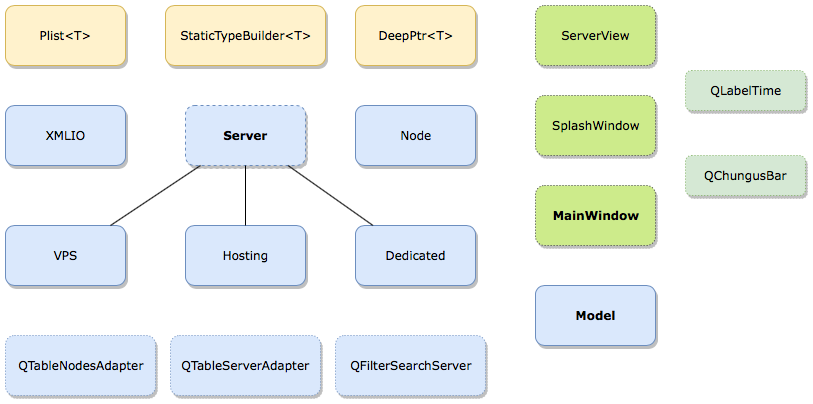 Plist<T>
StaticTypeBuilder<T>
DeepPtr<T>
ServerView
QLabelTime
XMLIO
Server
Node
SplashWindow
QChungusBar
MainWindow
VPS
Hosting
Dedicated
Model
QTableNodesAdapter
QTableServerAdapter
QFilterSearchServer